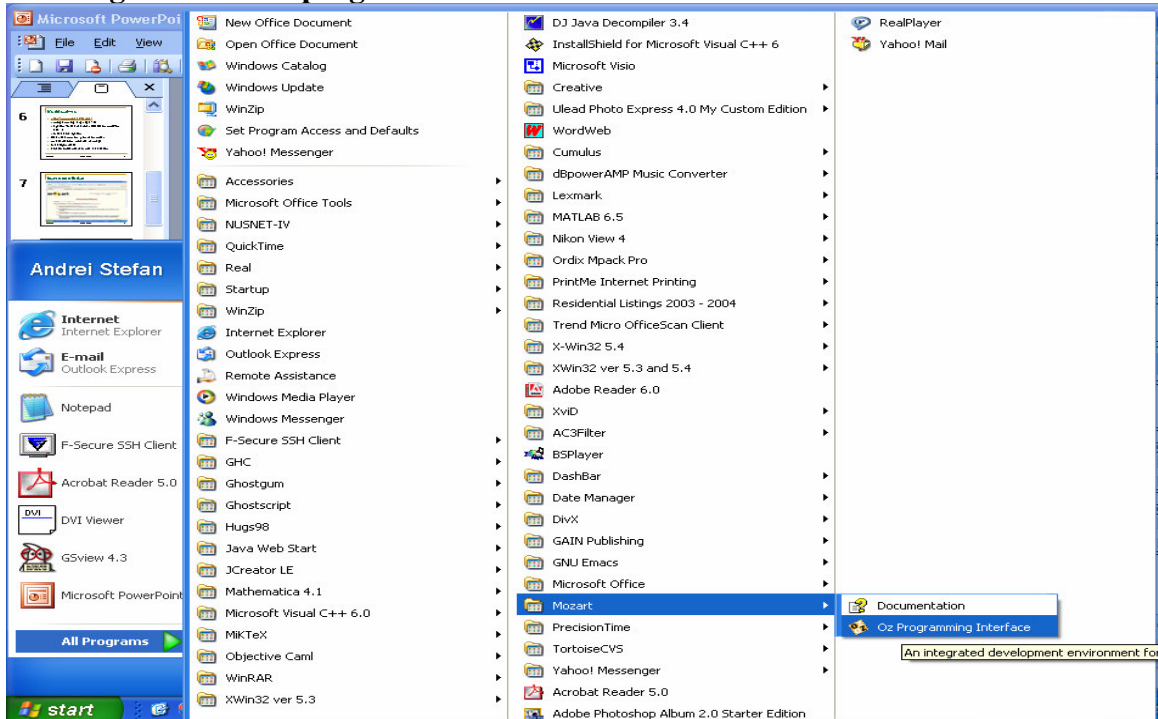 Microsoft PowerPoi
File Edit View
6
7
Andrei Stefan
Internet
Internet Explorer
E-mail
Outlook Express
Notepad
F-Secure SSH Client
Acrobat Reader 5.0
DVI
DVI Viewer
GSview 4.3
Microsoft PowerPoint
All Programs
start
New Office Document
Open Office Document
Windows Catalog
Windows Update
WinZip
Set Program Access and Defaults
Yahoo! Messenger
Accessories
Microsoft Office Tools
NUSNET-IV
QuickTime
Real
Startup
WinZip
Internet Explorer
Outlook Express
Remote Assistance
Windows Media Player
Windows Messenger
F-Secure SSH Client
GHC
Ghostgum
Ghostscript
Hugs98
Java Web Start
JCreator LE
Mathematica 4.1
Microsoft Visual C++ 6.0
MiKTeX
Objective Caml
WinRAR
XWin32 ver 5.3
DJ Java Decompiler 3.4
InstallShield for Microsoft Visual C++ 6
Microsoft Visio
Creative
Ulead Photo Express 4.0 My Custom Edition
WordWeb
Cumulus
dBpowerAMP Music Converter
Lexmark
MATLAB 6.5
Nikon View 4
Ordix Mpack Pro
PrintMe Internet Printing
Residential Listings 2003 - 2004
Trend Micro OfficeScan Client
X-Win32 5.4
XWin32 ver 5.3 and 5.4
Adobe Reader 6.0
XviD
AC3Filter
BSPlayer
DashBar
Date Manager
DivX
GAIN Publishing
GNU Emacs
Microsoft Office
Mozart
PrecisionTime
TortoiseCVS
Yahoo! Messenger
Acrobat Reader 5.0
Adobe Photoshop Album 2.0 Starter Edition
RealPlayer
Yahoo! Mail
Documentation
Oz Programming Interface
An integrated development environment for